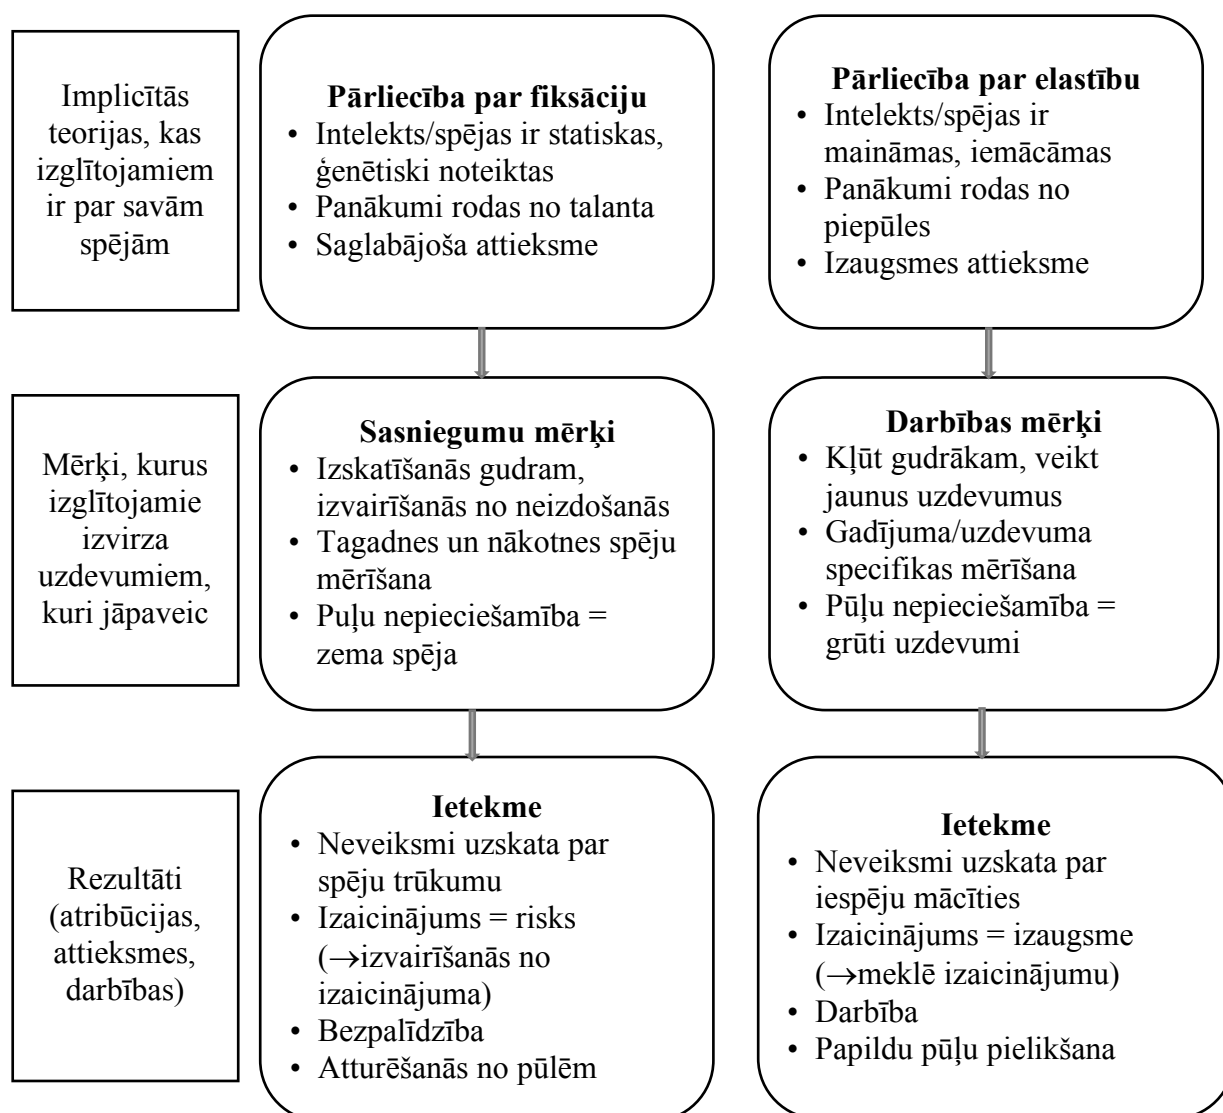 Implicītās
teorijas, kas
izglītojamiem
ir par savām
spējām
Pārliecība par fiksāciju
• Intelekts/spējas ir statiskas,
ģenētiski noteiktas
• Panākumi rodas no talanta
• Saglabājoša attieksme
Pārliecība par elastību
• Intelekts/spējas ir
maināmas, iemācāmas
• Panākumi rodas no
piepūles
• Izaugsmes attieksme
Mērķi, kurus
izglītojamie
izvirza
uzdevumiem,
kuri jāpaveic
Sasniegumu mērķi
• Izskatīšanās gudram,
izvairīšanās no neizdošanās
• Tagadnes un nākotnes spēju
mērīšana
• Puļu nepieciešamība =
zema spēja
Darbības mērķi
• Kļūt gudrākam, veikt
jaunus uzdevumus
• Gadījuma/uzdevuma
specifikas mērīšana
• Pūļu nepieciešamība =
grūti uzdevumi
Rezultāti
(atribūcijas,
attieksmes,
darbības)
Ietekme
• Neveiksmi uzskata par
spēju trūkumu
• Izaicinājums = risks
(→izvairīšanās no
izaicinājuma)
• Bezpalīdzība
• Atturēšanās no pūlēm
Ietekme
• Neveiksmi uzskata par
iespēju mācīties
• Izaicinājums = izaugsme
(→meklē izaicinājumu)
• Darbība
• Papildu pūļu pielikšana